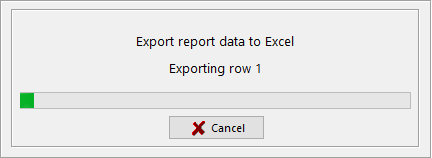 Export report data to Excel
Exporting row 1
Cancel